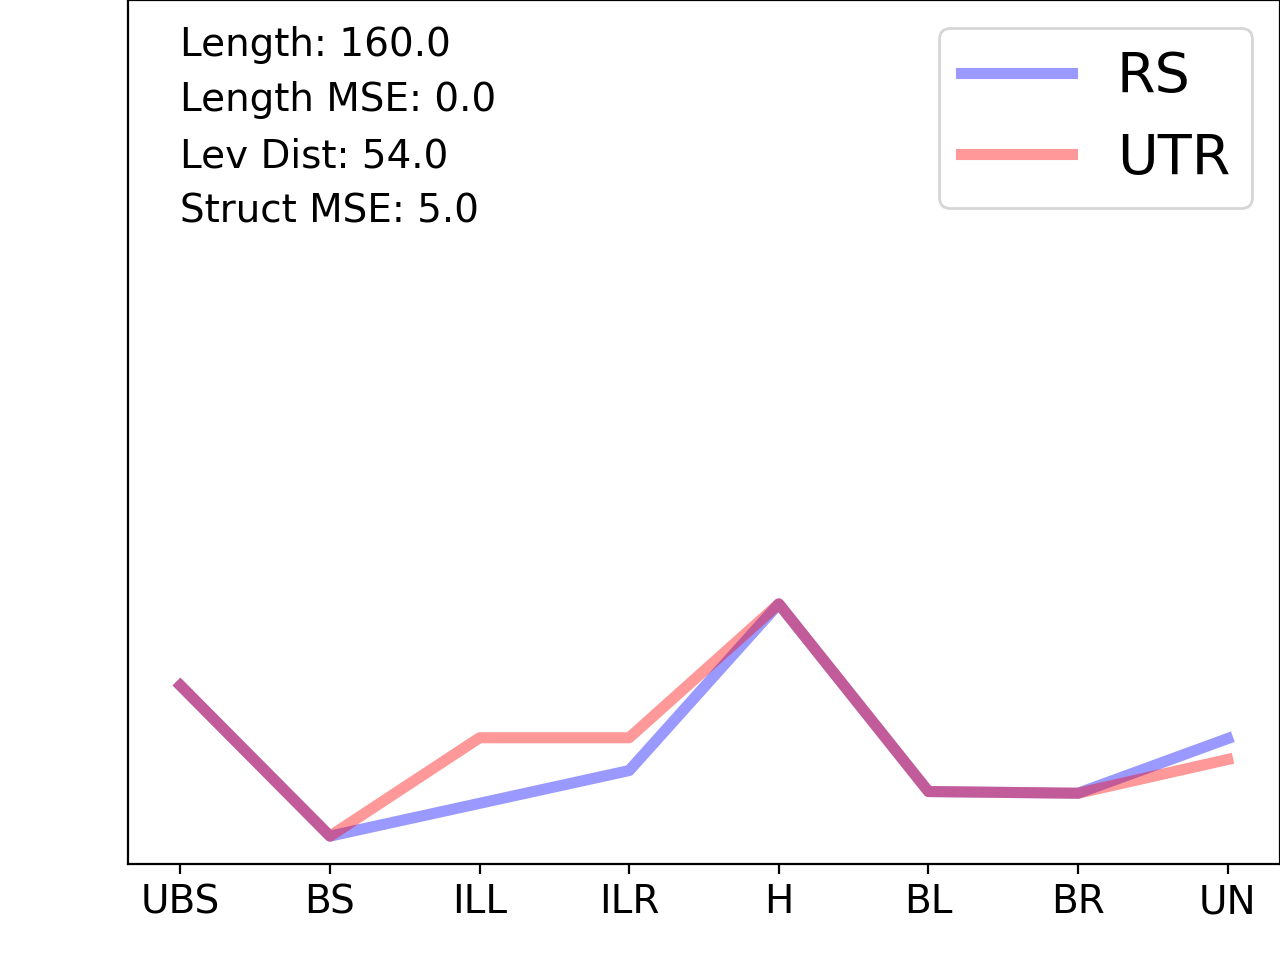 Length: 160.0
Length MSE: 0.0
Lev Dist: 54.0
Struct MSE: 5.0
RS
UTR
UBS BS ILL ILR H BL BR UN